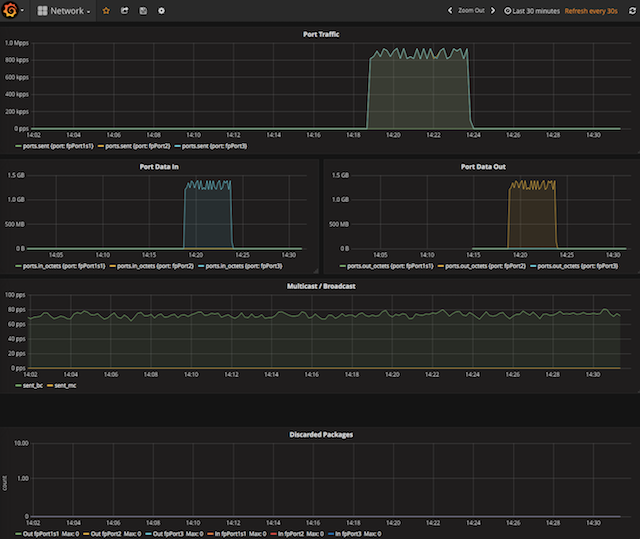 Network
Zoom Out
Last 30 minutes
Refresh every 30s
Port Traffic
1.0 Mpps
800 kpps
600 kpps
400 kpps
200 kpps
0 pps
14:02 14:04 14:06 14:08 14:10 14:12 14:14 14:16 14:18 14:20 14:22 14:24 14:26 14:28 14:30
ports.sent {port: fpPort1s1} ports.sent {port: fpPort2} ports.sent {port: fpPort3}
Port Data In
1.5 GB
1.0 GB
500 MB
0 B
14:05 14:10 14:15 14:20 14:25 14:30
ports.in_octets {port: fpPort1s1} ports.in_octets {port: fpPort2} ports.in_octets {port: fpPort3}
Port Data Out
1.5 GB
1.0 GB
500 MB
0 B
14:05 14:10 14:15 14:20 14:25 14:30
ports.out_octets {port: fpPort1s1} ports.out_octets {port: fpPort2} ports.out_octets {port: fpPort3}
Multicast / Broadcast
100 pps
80 pps
60 pps
40 pps
20 pps
0 pps
14:02 14:04 14:06 14:08 14:10 14:12 14:14 14:16 14:18 14:20 14:22 14:24 14:26 14:28 14:30
sent_bc sent_mc
Discarded Packages
count
10.00
1.00
0
14:02 14:04 14:06 14:08 14:10 14:12 14:14 14:16 14:18 14:20 14:22 14:24 14:26 14:28 14:30
Out fpPort1s1 Max: 0 Out fpPort2 Max: 0 Out fpPort3 Max: 0 In fpPort1s1 Max: 0 In fpPort2 Max: 0 In fpPort3 Max: 0